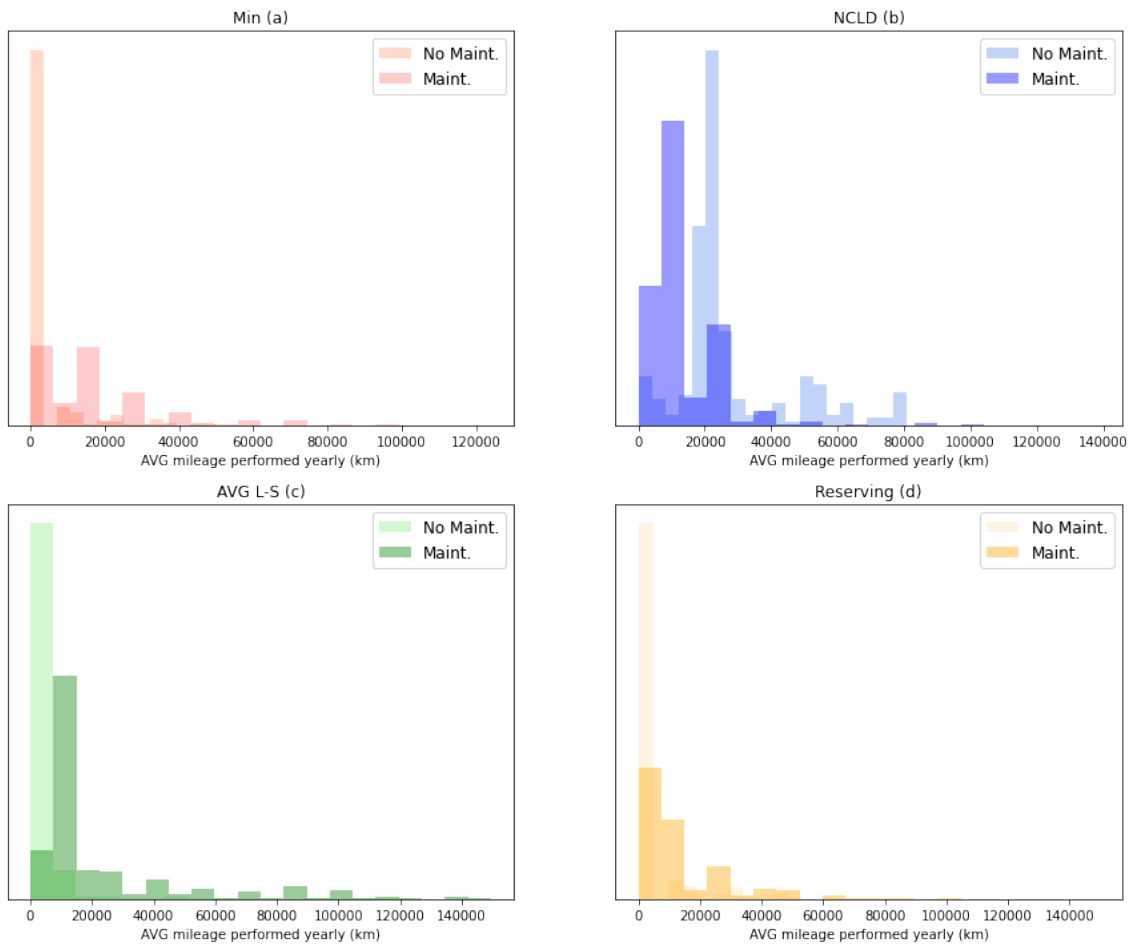 Min (a)
No Maint.
Maint.
0 20000 40000 60000 80000 100000 120000
AVG mileage performed yearly (km)
NCLD (b)
No Maint.
Maint.
0 20000 40000 60000 80000 100000 120000 140000
AVG mileage performed yearly (km)
AVG L-S (c)
No Maint.
Maint.
0 20000 40000 60000 80000 100000 120000 140000
AVG mileage performed yearly (km)
Reserving (d)
No Maint.
Maint.
0 20000 40000 60000 80000 100000 120000 140000
AVG mileage performed yearly (km)